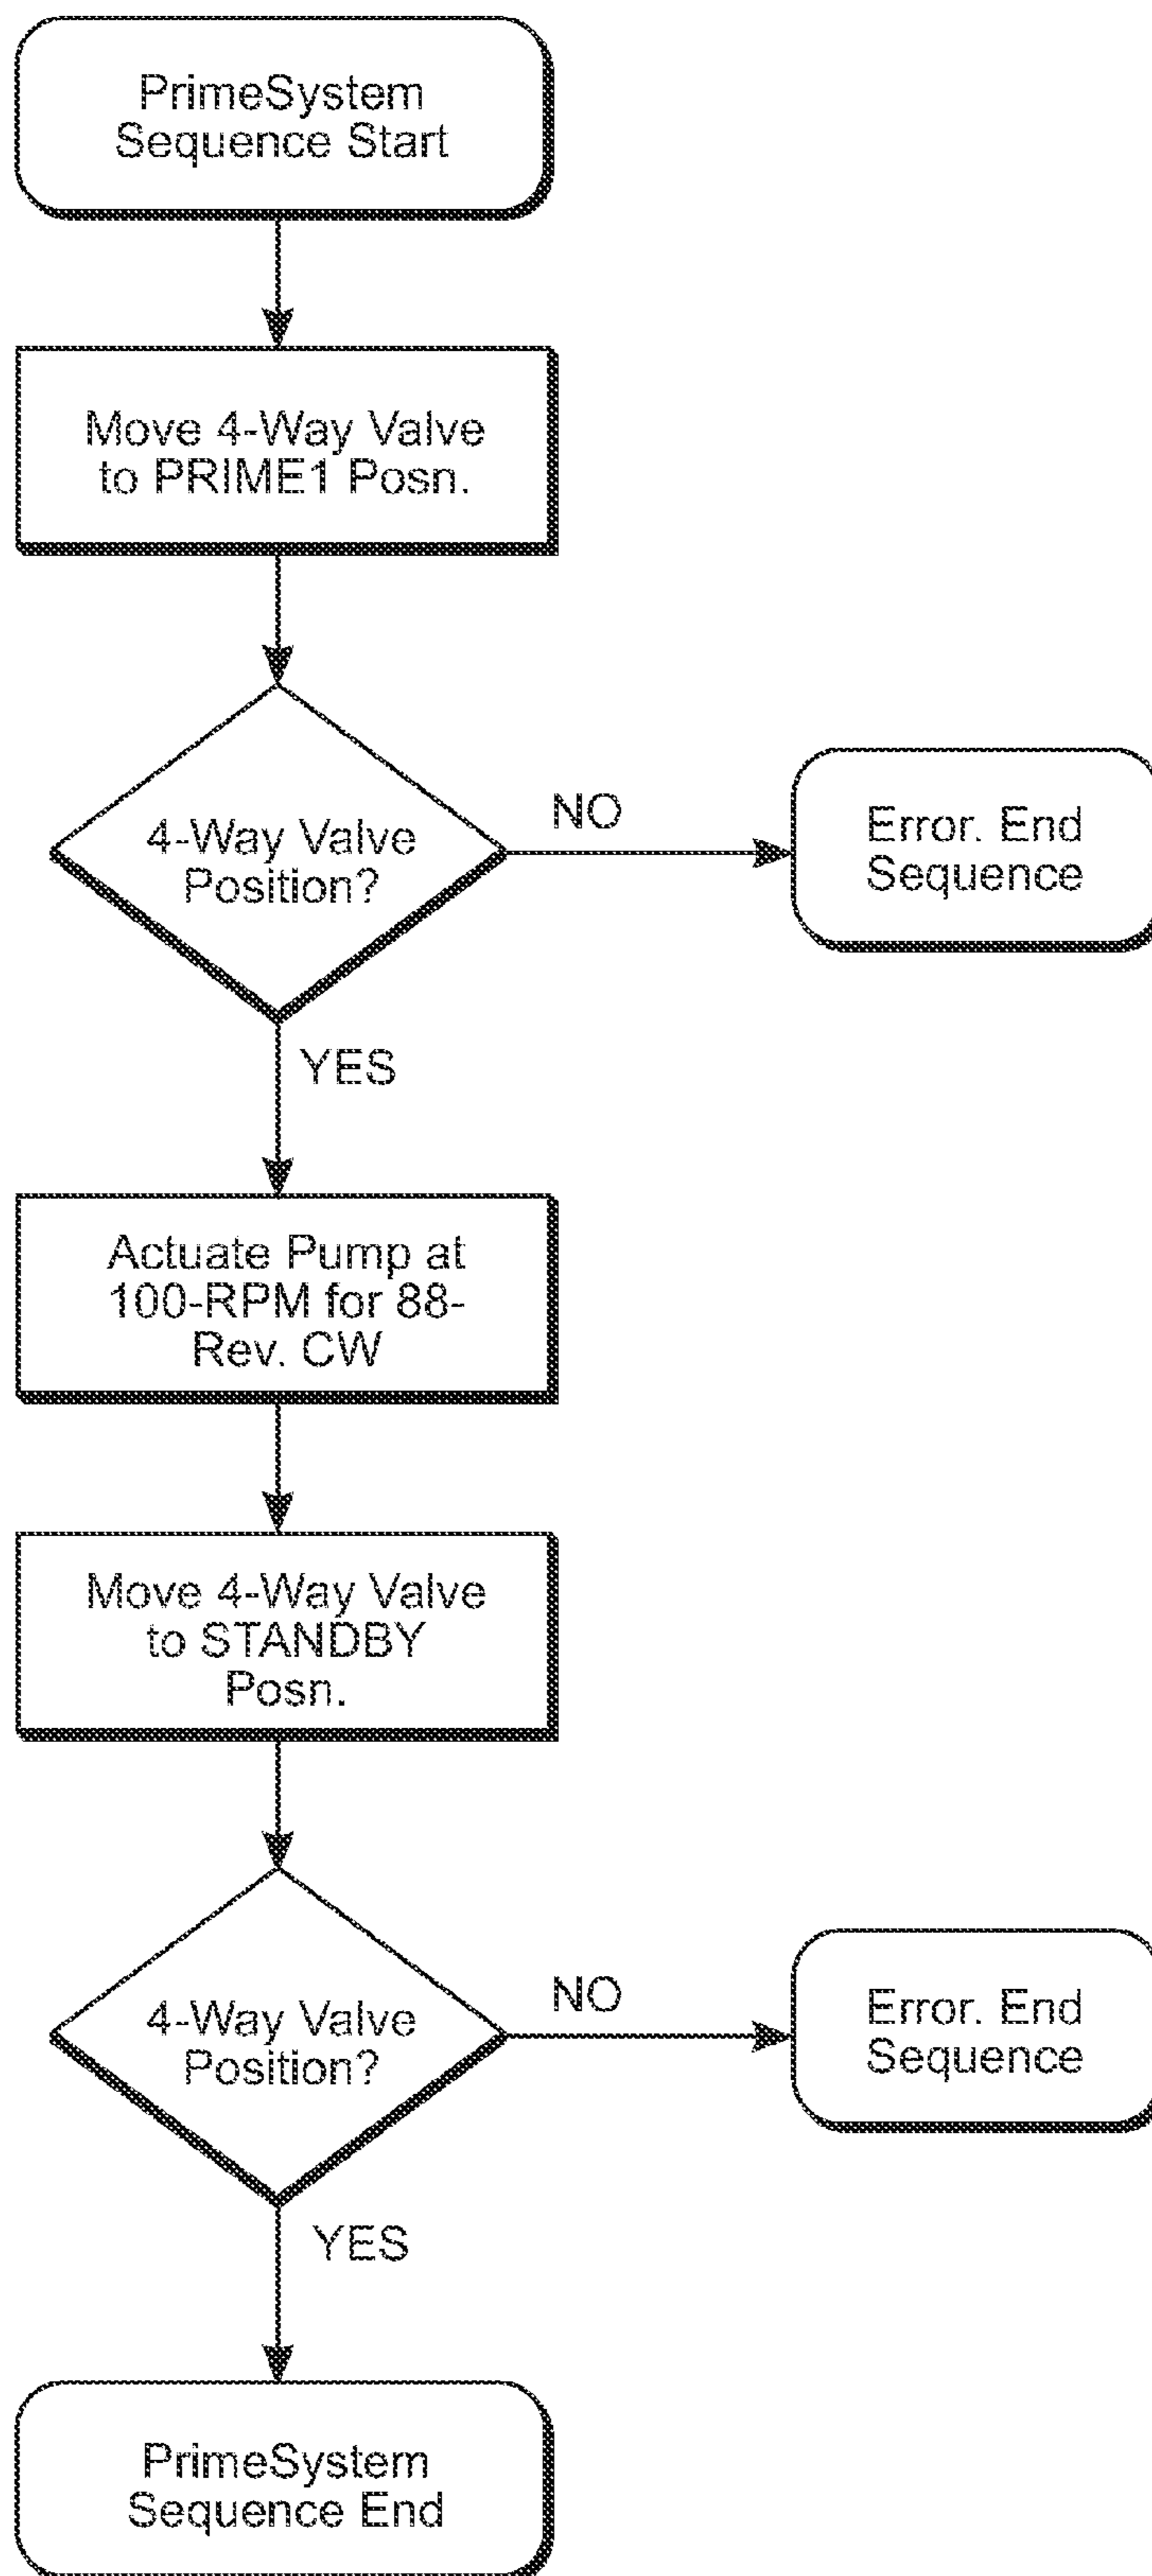 PrimeSystem
Sequence Start
Move 4-Way Valve
to PRIME1 Posn.
4-Way Valve
Position?
NO
Error. End
Sequence
YES
Actuate Pump at
100-RPM for 88-
Rev. CW
Move 4-Way Valve
to STANDBY
Posn.
4-Way Valve
Position?
NO
Error. End
Sequence
YES
PrimeSystem
Sequence End